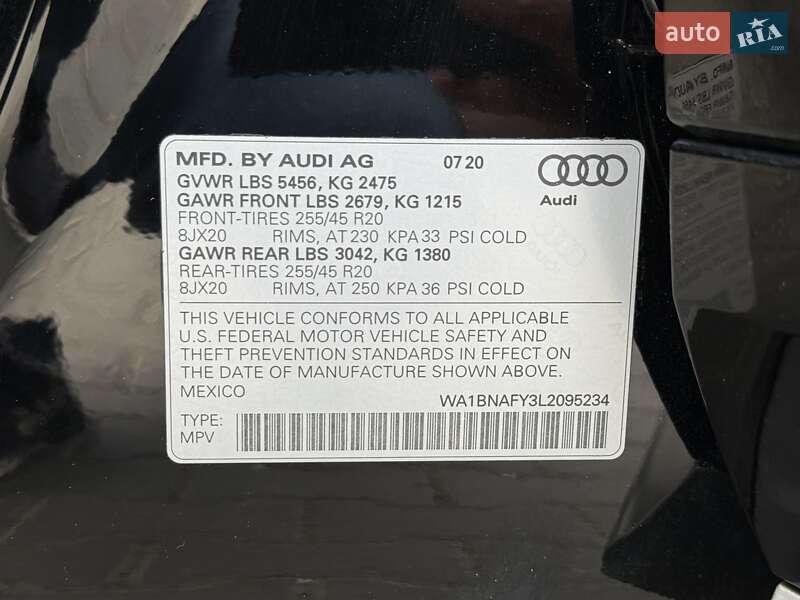 auto RIA
MFD. BY AUDI AG 07 20
GVWR LBS 5456, KG 2475
GAWR FRONT LBS 2679, KG 1215
Audi
FRONT-TIRES 255/45 R20
8JX20 RIMS, AT 230 KPA 33 PSI COLD
GAWR REAR LBS 3042, KG 1380
REAR-TIRES 255/45 R20
8JX20 RIMS, AT 250 KPA 36 PSI COLD
THIS VEHICLE CONFORMS TO ALL APPLICABLE
U.S. FEDERAL MOTOR VEHICLE SAFETY AND
THEFT PREVENTION STANDARDS IN EFFECT ON
THE DATE OF MANUFACTURE SHOWN ABOVE.
MEXICO WA1BNAFY3L2095234
TYPE:
MPV